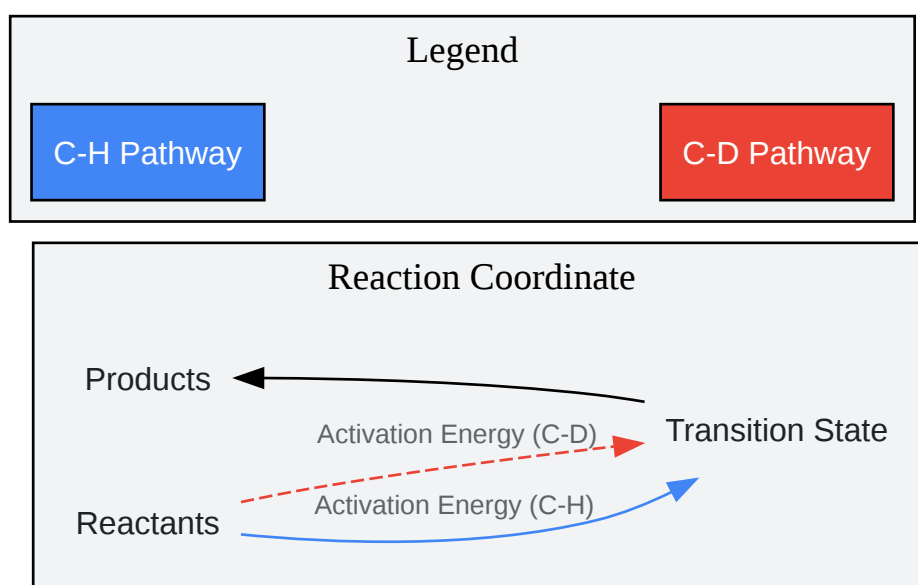 Legend
C-H Pathway
C-D Pathway
Reaction Coordinate
Products
Activation Energy (C-D)
Transition State
Activation Energy (C-H)
Reactants